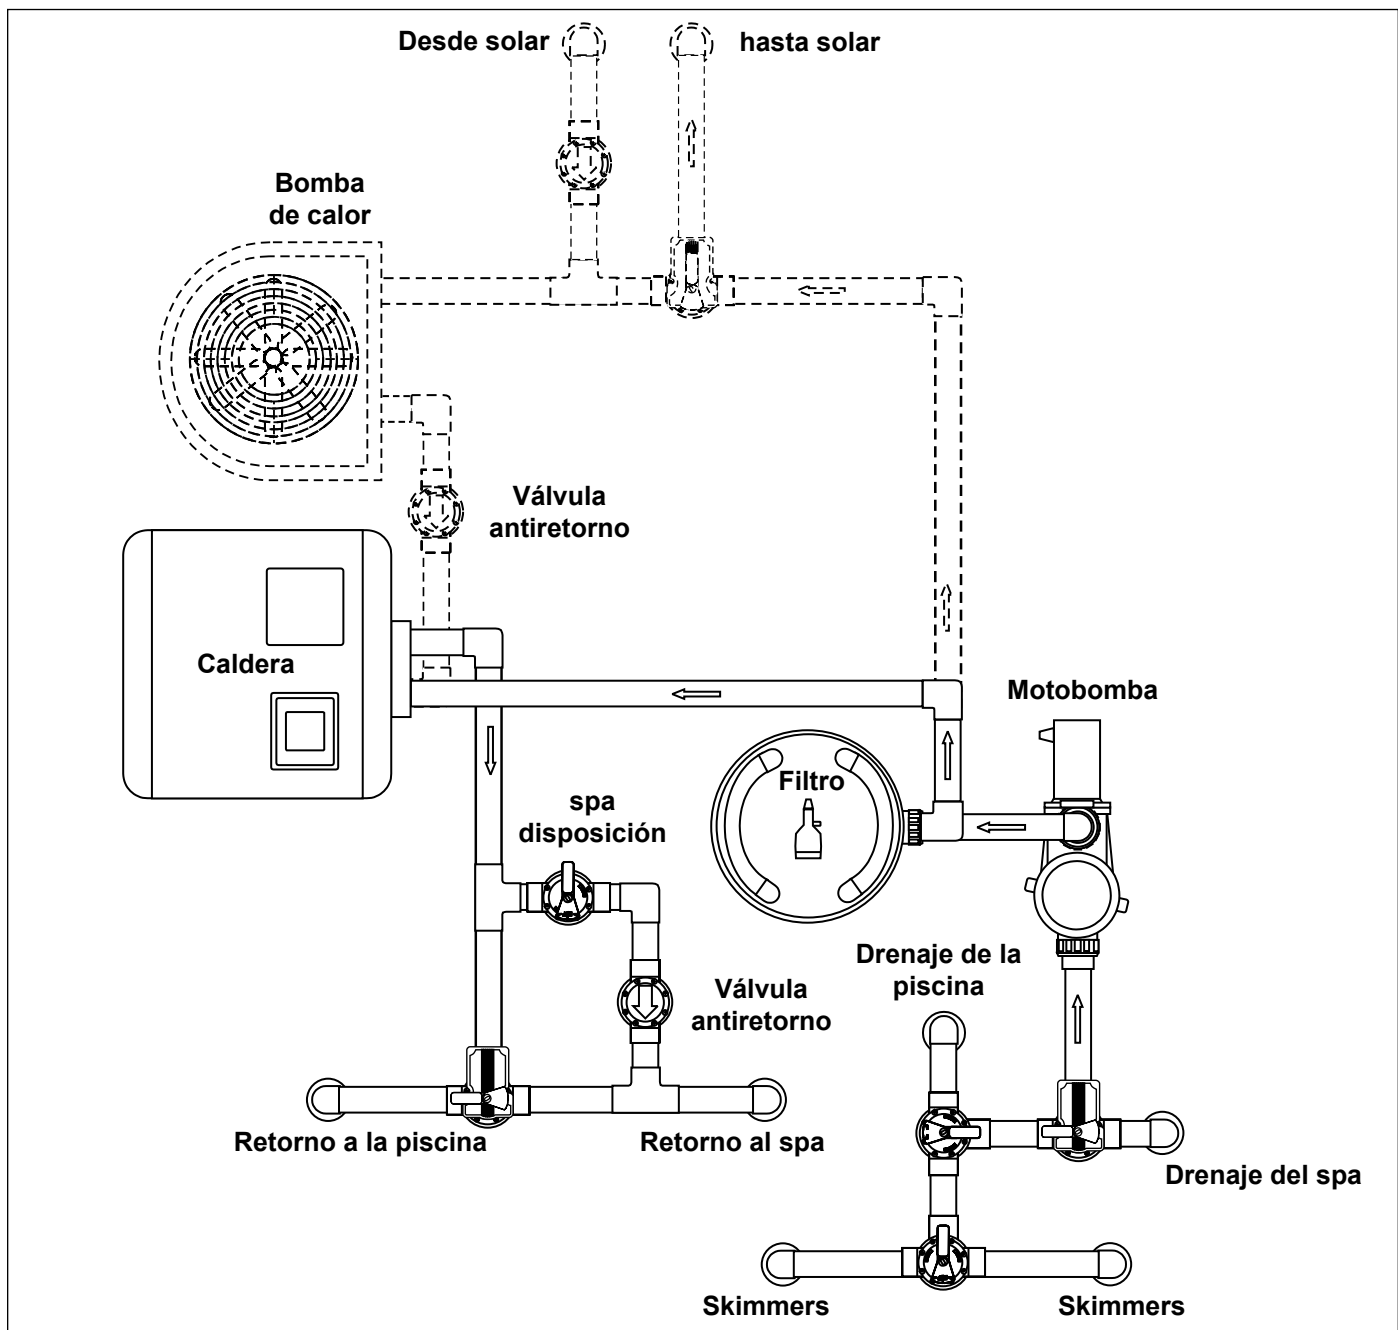 Desde solar
hasta solar
Bomba
de calor
Válvula
antiretorno
Caldera
Motobomba
Filtro
spa
disposición
Drenaje de la
piscina
Válvula
antiretorno
Retorno a la piscina
Retorno al spa
Drenaje del spa
Skimmers
Skimmers